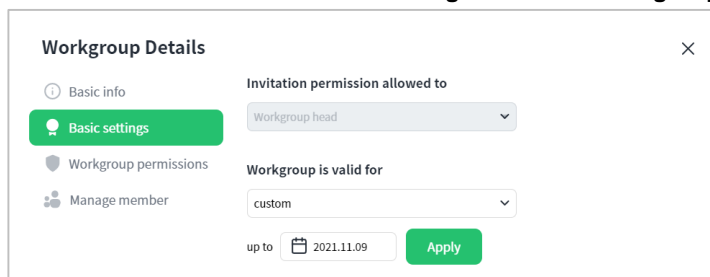 Workgroup Details
Basic info
Basic settings
Workgroup permissions
Manage member
Invitation permission allowed to
Workgroup head
Workgroup is valid for
custom
up to 2021.11.09 Apply